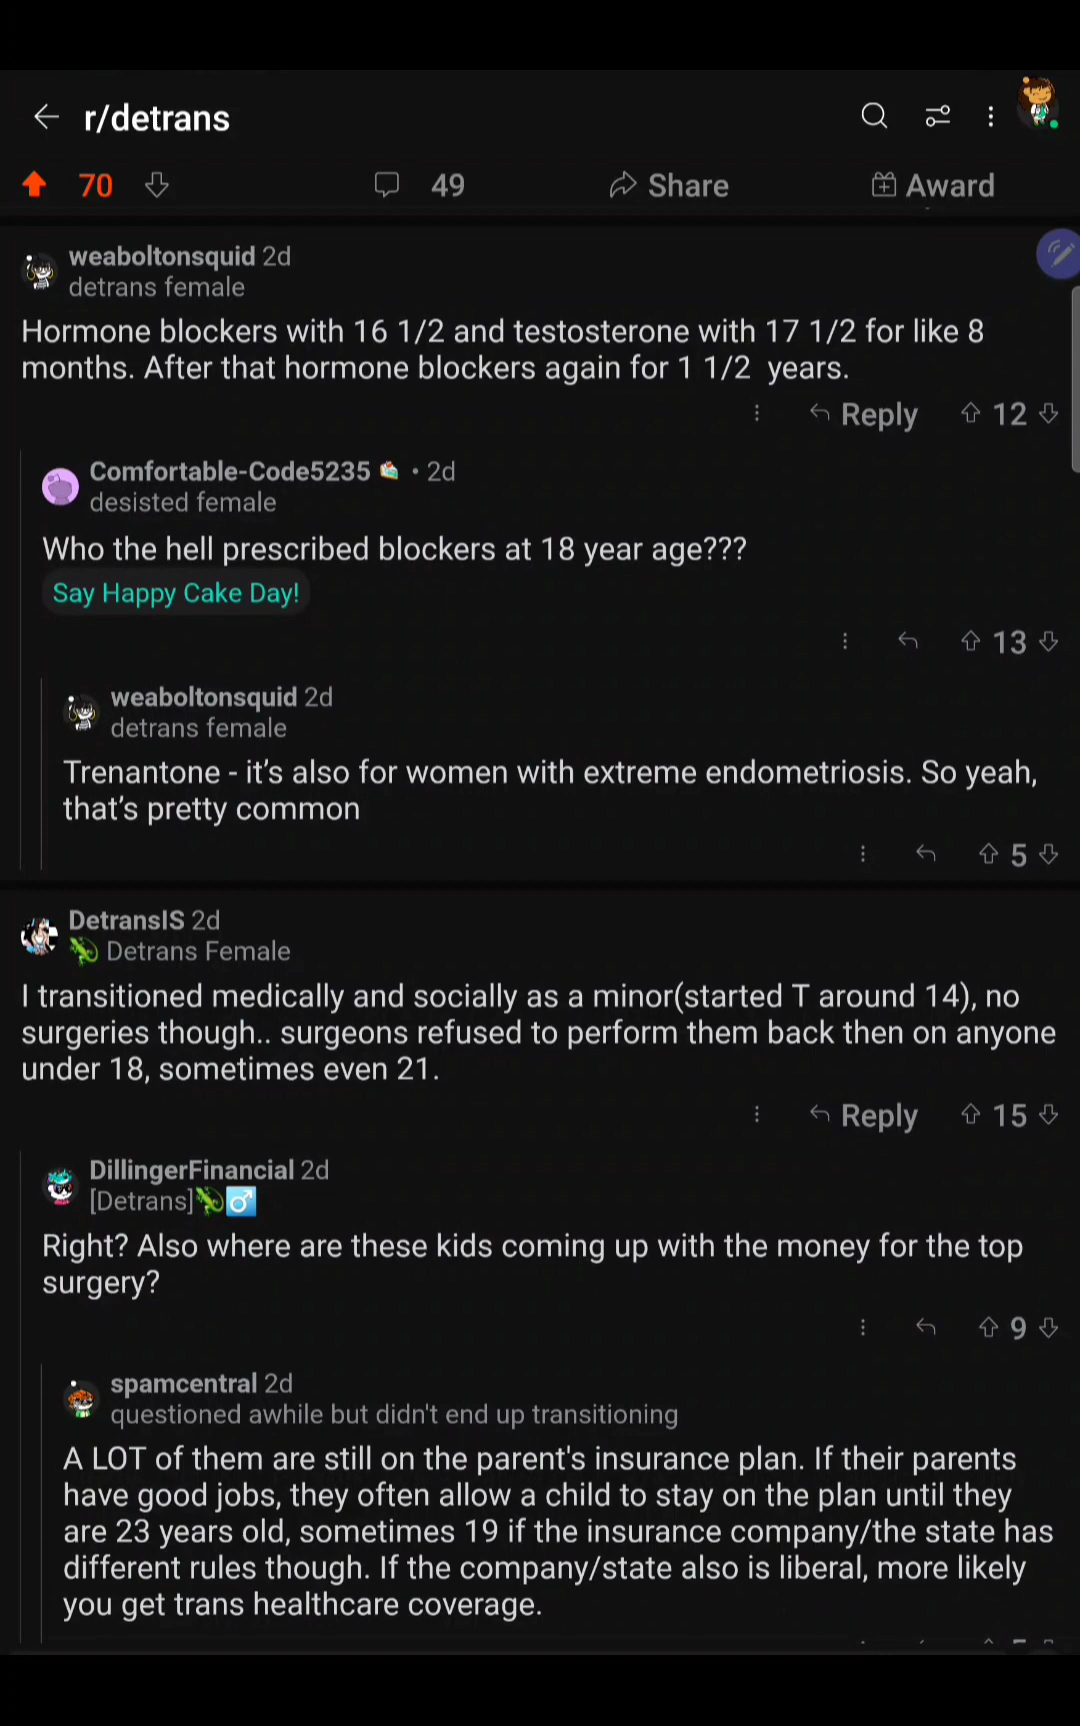 r/detrans
70 49 Share Award
weaboltonsquid 2d
detrans female
Hormone blockers with 16 1/2 and testosterone with 17 1/2 for like 8
months. After that hormone blockers again for 1 1/2 years.
Reply 12
Comfortable-Code5235 🍰 • 2d
desisted female
Who the hell prescribed blockers at 18 year age???
Say Happy Cake Day!
13
weaboltonsquid 2d
detrans female
Trenantone - it's also for women with extreme endometriosis. So yeah,
that's pretty common
5
DetransIS 2d
🦎 Detrans Female
I transitioned medically and socially as a minor(started T around 14), no
surgeries though.. surgeons refused to perform them back then on anyone
under 18, sometimes even 21.
Reply 15
DillingerFinancial 2d
[Detrans]🦎♂️
Right? Also where are these kids coming up with the money for the top
surgery?
9
spamcentral 2d
questioned awhile but didn't end up transitioning
A LOT of them are still on the parent's insurance plan. If their parents
have good jobs, they often allow a child to stay on the plan until they
are 23 years old, sometimes 19 if the insurance company/the state has
different rules though. If the company/state also is liberal, more likely
you get trans healthcare coverage.